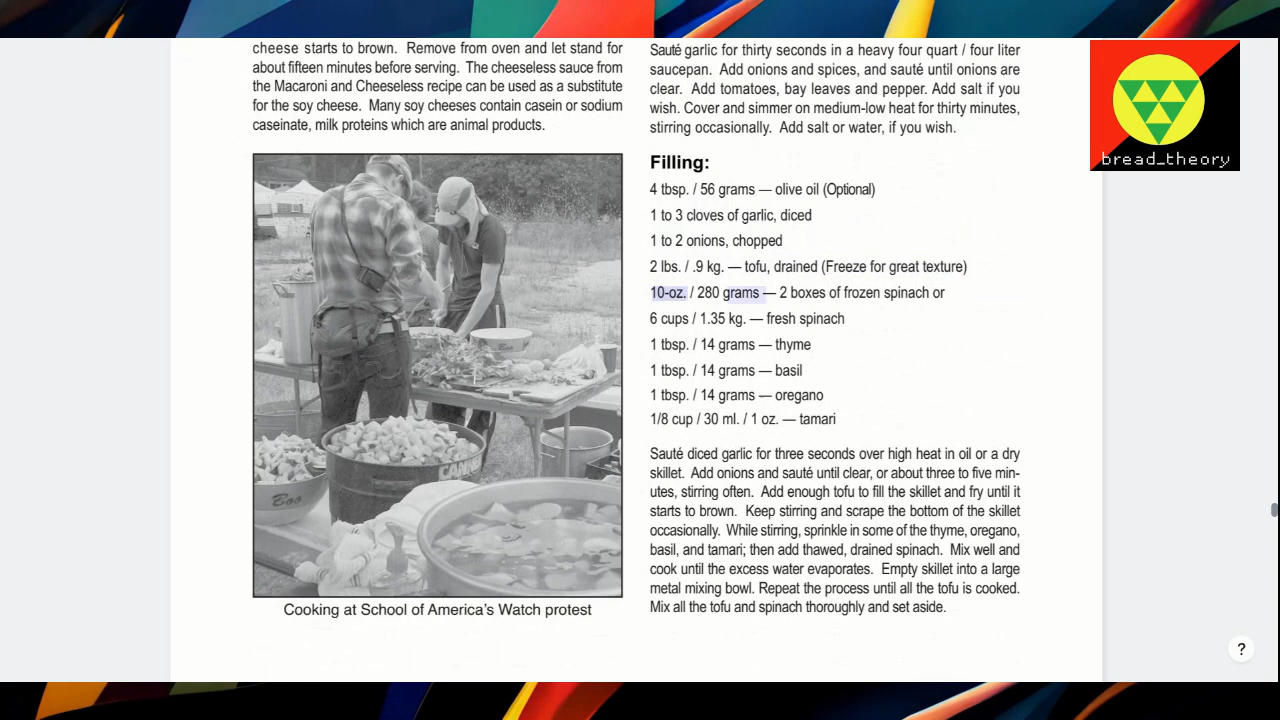 cheese starts to brown. Remove from oven and let stand for
about fifteen minutes before serving. The cheeseless sauce from
the Macaroni and Cheeseless recipe can be used as a substitute
for the soy cheese. Many soy cheeses contain casein or sodium
caseinate, milk proteins which are animal products.
CANNE
Boo
Cooking at School of America's Watch protest
Sauté garlic for thirty seconds in a heavy four quart / four liter
saucepan. Add onions and spices, and sauté until onions are
clear. Add tomatoes, bay leaves and pepper. Add salt if you
wish. Cover and simmer on medium-low heat for thirty minutes,
stirring occasionally. Add salt or water, if you wish.
Filling:
4 tbsp. / 56 grams — olive oil (Optional)
1 to 3 cloves of garlic, diced
1 to 2 onions, chopped
2 lbs. / .9 kg. — tofu, drained (Freeze for great texture)
10-oz. / 280 grams — 2 boxes of frozen spinach or
6 cups / 1.35 kg. — fresh spinach
1 tbsp. / 14 grams — thyme
1 tbsp. / 14 grams — basil
1 tbsp. / 14 grams — oregano
1/8 cup / 30 ml. / 1 oz. — tamari
Sauté diced garlic for three seconds over high heat in oil or a dry
skillet. Add onions and sauté until clear, or about three to five min-
utes, stirring often. Add enough tofu to fill the skillet and fry until it
starts to brown. Keep stirring and scrape the bottom of the skillet
occasionally. While stirring, sprinkle in some of the thyme, oregano,
basil, and tamari; then add thawed, drained spinach. Mix well and
cook until the excess water evaporates. Empty skillet into a large
metal mixing bowl. Repeat the process until all the tofu is cooked.
Mix all the tofu and spinach thoroughly and set aside.
bread_theory
?